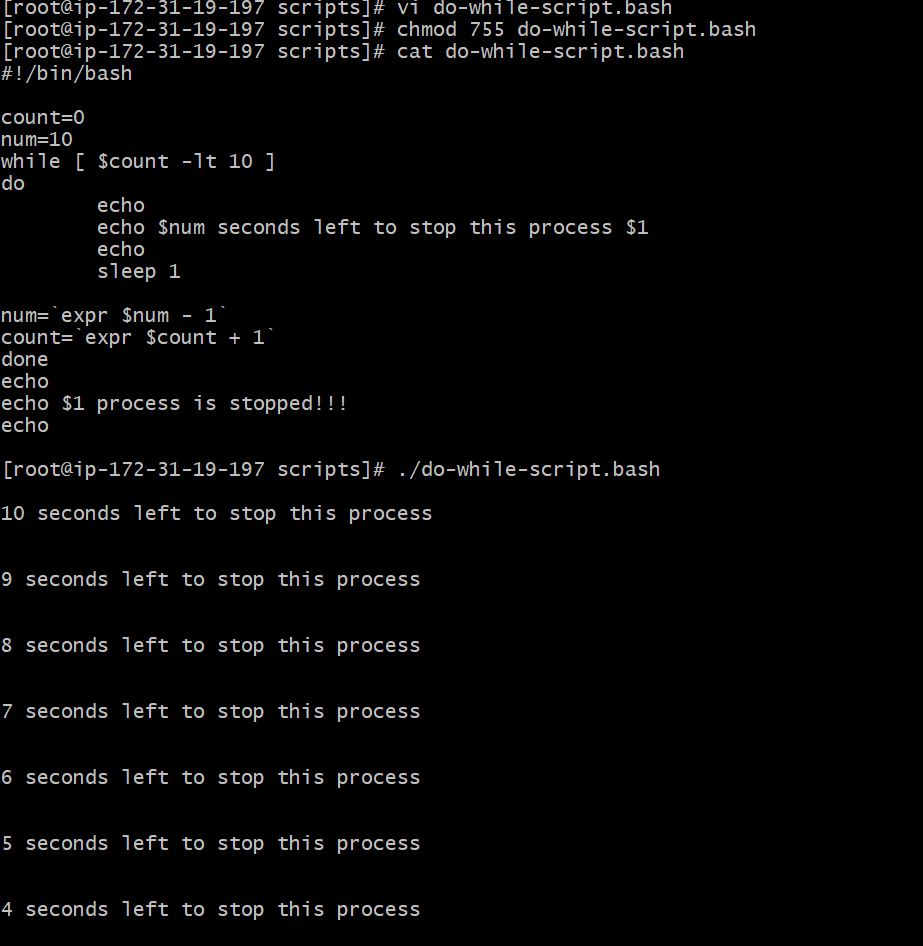 [root@ip-172-31-19-197 scripts]# vi do-while-script.bash
[root@ip-172-31-19-197 scripts]# chmod 755 do-while-script.bash
[root@ip-172-31-19-197 scripts]# cat do-while-script.bash
#!/bin/bash

count=0
num=10
while [ $count -lt 10 ]
do
        echo
        echo $num seconds left to stop this process $1
        echo
        sleep 1

num=`expr $num - 1`
count=`expr $count + 1`
done
echo
echo $1 process is stopped!!!
echo

[root@ip-172-31-19-197 scripts]# ./do-while-script.bash

10 seconds left to stop this process


9 seconds left to stop this process


8 seconds left to stop this process


7 seconds left to stop this process


6 seconds left to stop this process


5 seconds left to stop this process


4 seconds left to stop this process